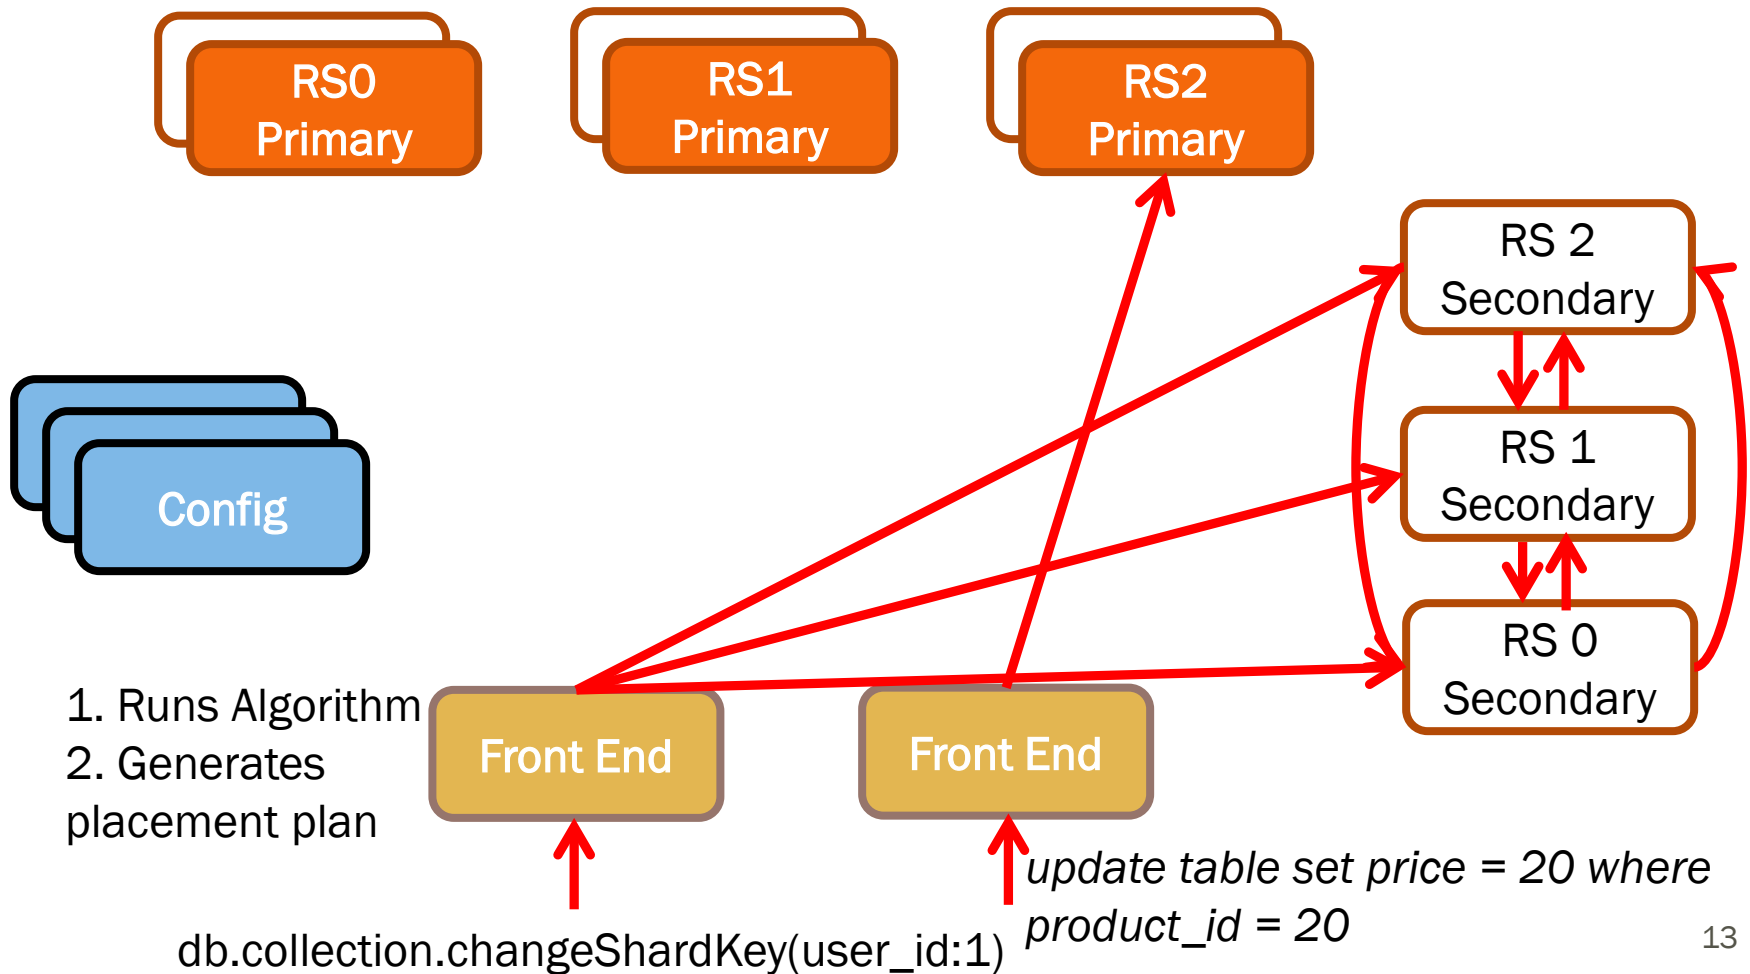 RS0
Primary
RS1
Primary
RS2
Primary
RS 2
Secondary
RS 1
Secondary
RS 0
Secondary
Config
1. Runs Algorithm
2. Generates
placement plan
Front End
Front End
update table set price = 20 where
product_id = 20
db.collection.changeShardKey(user_id:1)
13